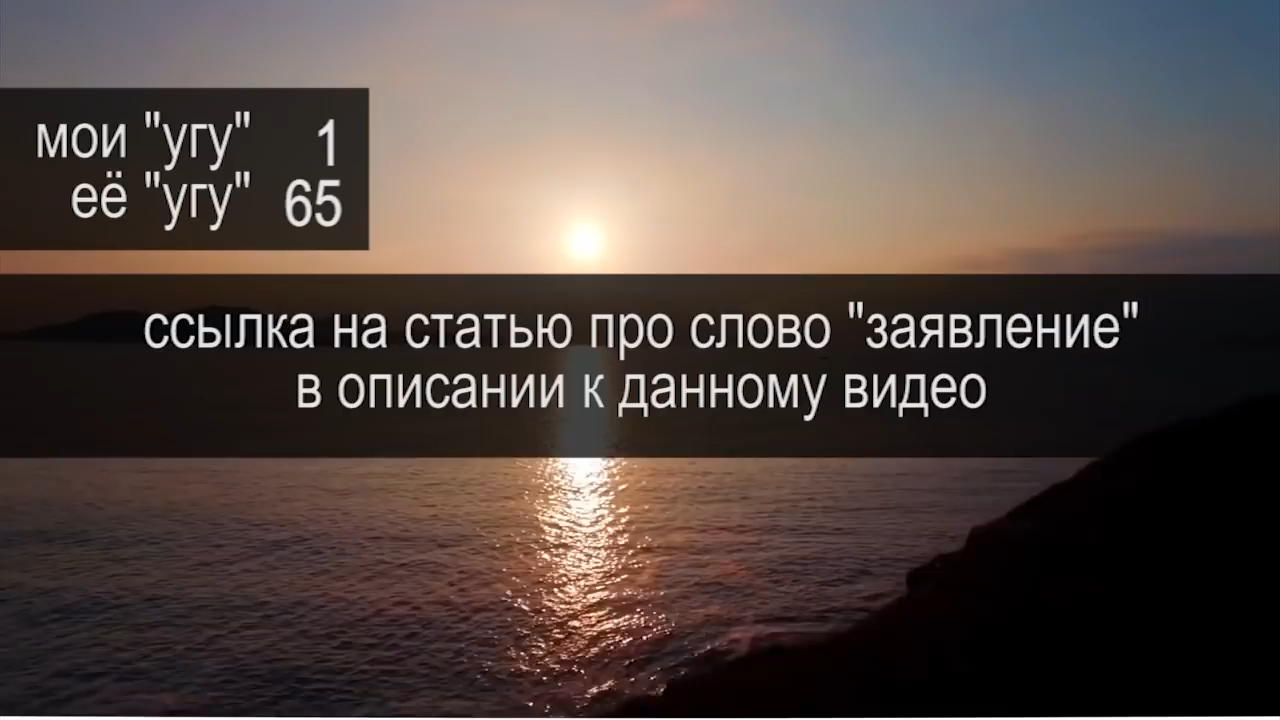 мои "угу" 1
её "угу" 65
ссылка на статью про слово "заявление"
в описании к данному видео